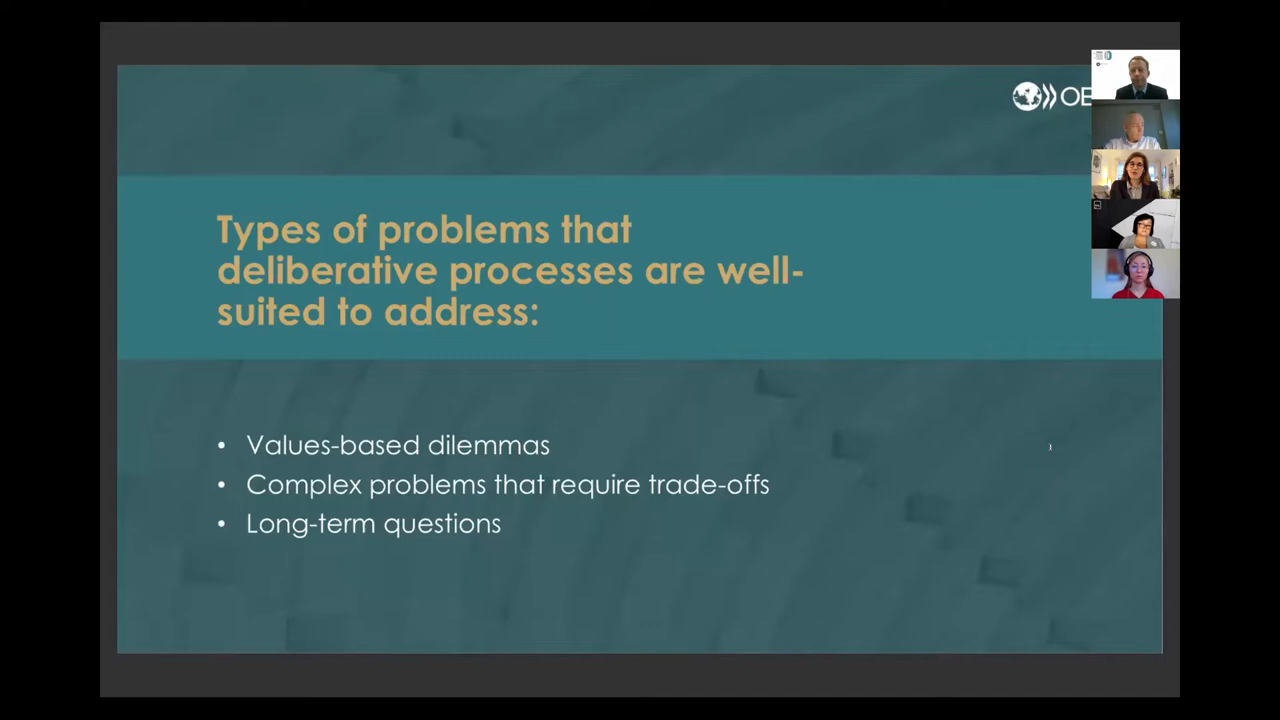 Types of problems that
deliberative processes are well-
suited to address:
• Values-based dilemmas
• Complex problems that require trade-offs
• Long-term questions